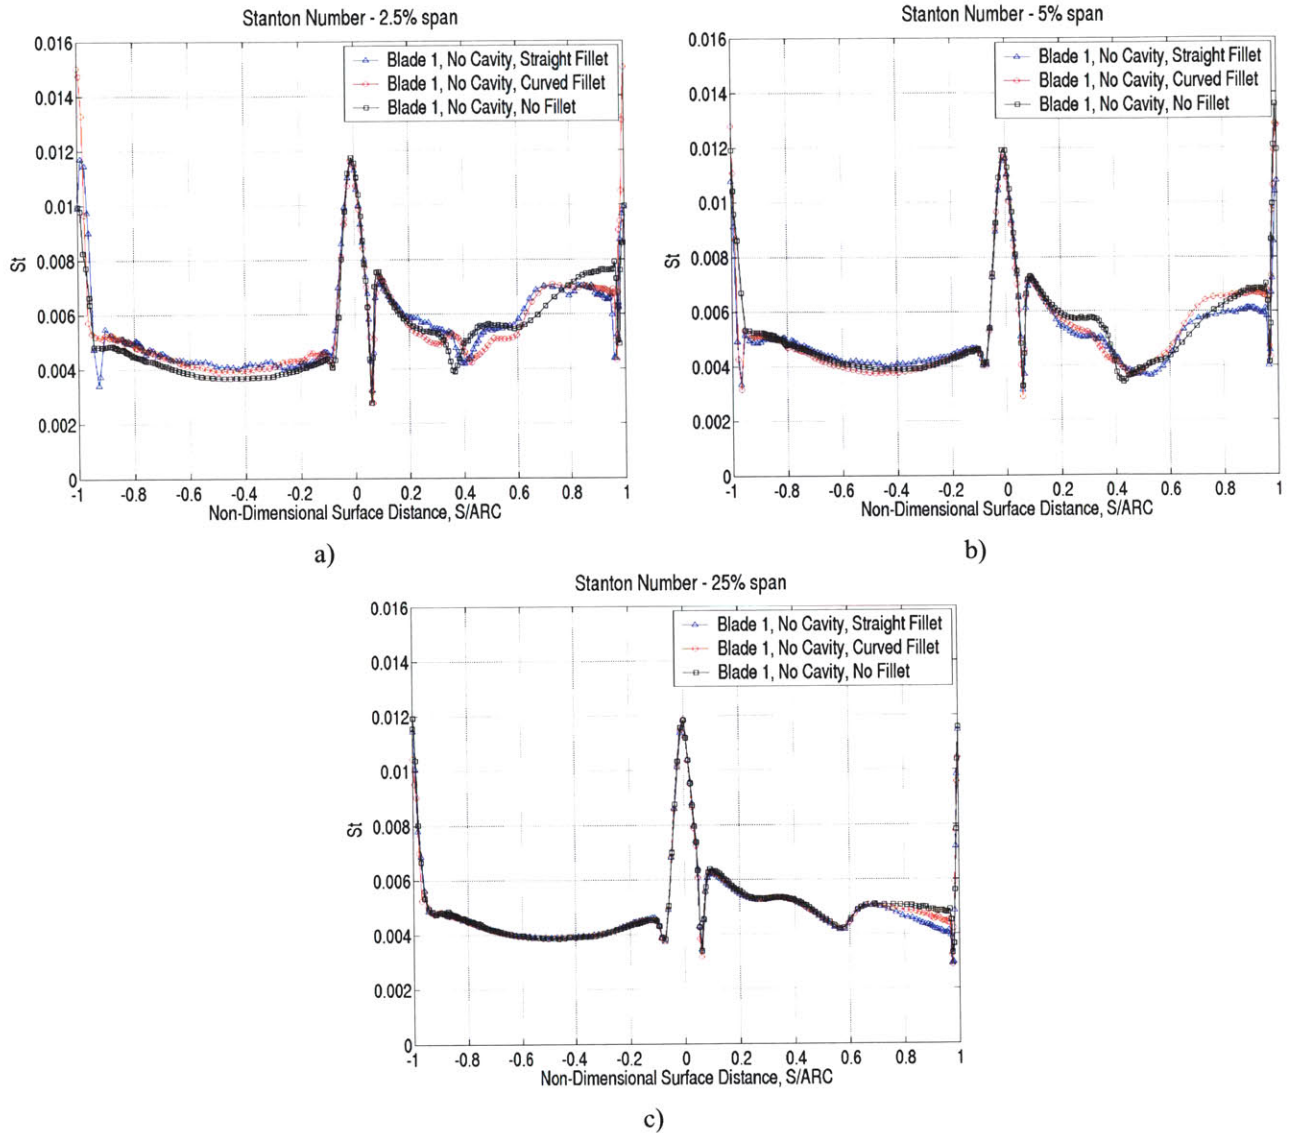 Stanton Number - 2.5% span
0.016
0.014
0.012
0.01
0.008
0.006
0.004
0.002
0
St
Blade 1, No Cavity, Straight Fillet
Blade 1, No Cavity, Curved Fillet
Blade 1, No Cavity, No Fillet
-1 -0.8 -0.6 -0.4 -0.2 0 0.2 0.4 0.6 0.8 1
Non-Dimensional Surface Distance, S/ARC
a)
Stanton Number - 5% span
0.016
0.014
0.012
0.01
0.008
0.006
0.004
0.002
0
St
Blade 1, No Cavity, Straight Fillet
Blade 1, No Cavity, Curved Fillet
Blade 1, No Cavity, No Fillet
-1 -0.8 -0.6 -0.4 -0.2 0 0.2 0.4 0.6 0.8 1
Non-Dimensional Surface Distance, S/ARC
b)
Stanton Number - 25% span
0.016
0.014
0.012
0.01
0.008
0.006
0.004
0.002
0
St
Blade 1, No Cavity, Straight Fillet
Blade 1, No Cavity, Curved Fillet
Blade 1, No Cavity, No Fillet
-1 -0.8 -0.6 -0.4 -0.2 0 0.2 0.4 0.6 0.8 1
Non-Dimensional Surface Distance, S/ARC
c)